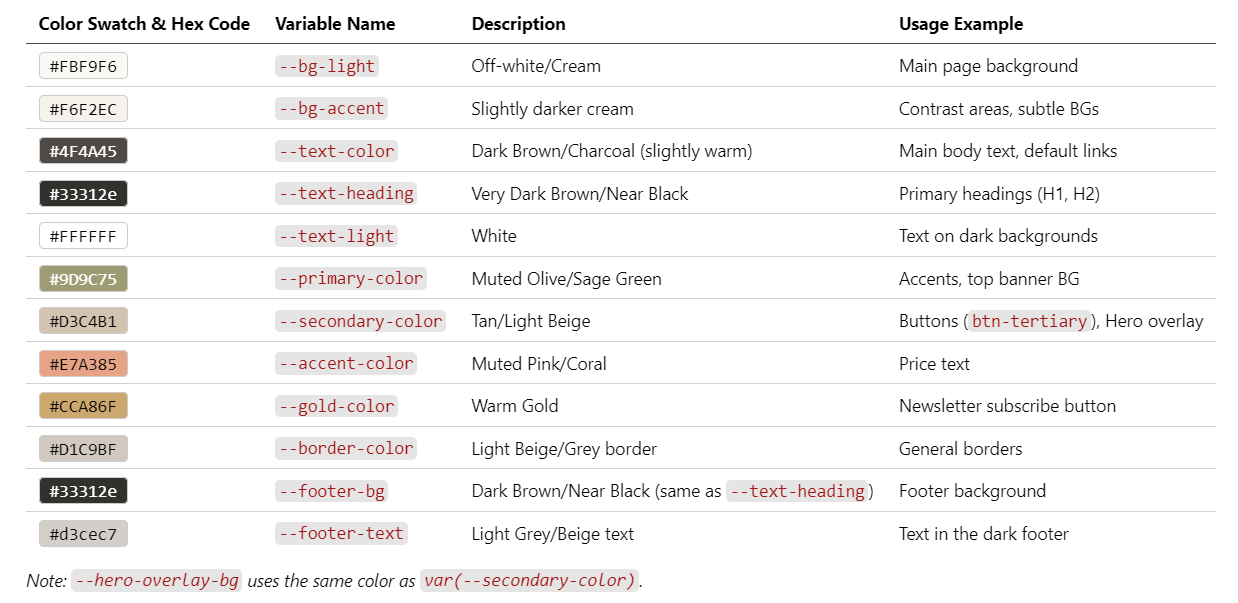 Color Swatch & Hex Code Variable Name Description Usage Example
#FBF9F6 --bg-light Off-white/Cream Main page background
#F6F2EC --bg-accent Slightly darker cream Contrast areas, subtle BGs
#4F4A45 --text-color Dark Brown/Charcoal (slightly warm) Main body text, default links
#33312e --text-heading Very Dark Brown/Near Black Primary headings (H1, H2)
#FFFFFF --text-light White Text on dark backgrounds
#9D9C75 --primary-color Muted Olive/Sage Green Accents, top banner BG
#D3C4B1 --secondary-color Tan/Light Beige Buttons (btn-tertiary), Hero overlay
#E7A385 --accent-color Muted Pink/Coral Price text
#CCA86F --gold-color Warm Gold Newsletter subscribe button
#D1C9BF --border-color Light Beige/Grey border General borders
#33312e --footer-bg Dark Brown/Near Black (same as --text-heading) Footer background
#d3cec7 --footer-text Light Grey/Beige text Text in the dark footer
Note: --hero-overlay-bg uses the same color as var(--secondary-color).